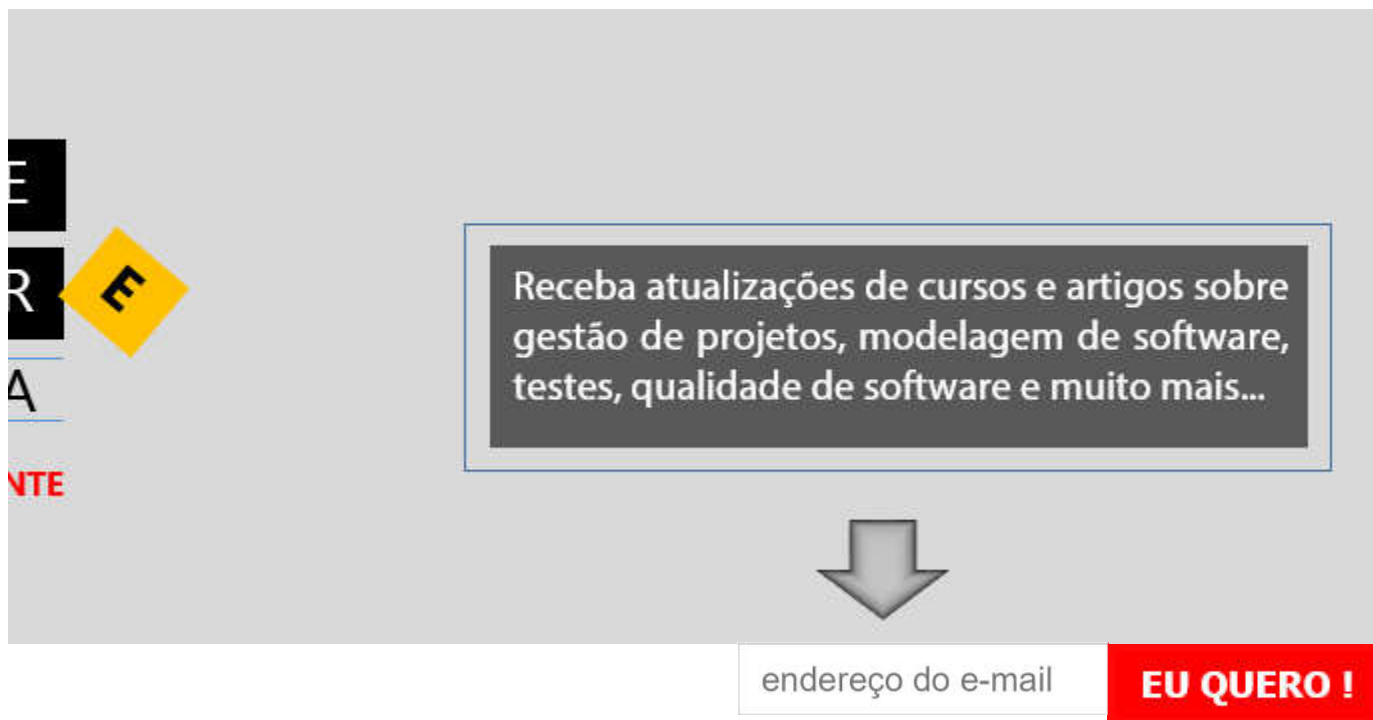 E
R
E
A
NTE
Receba atualizações de cursos e artigos sobre
gestão de projetos, modelagem de software,
testes, qualidade de software e muito mais...
endereço do e-mail
EU QUERO !